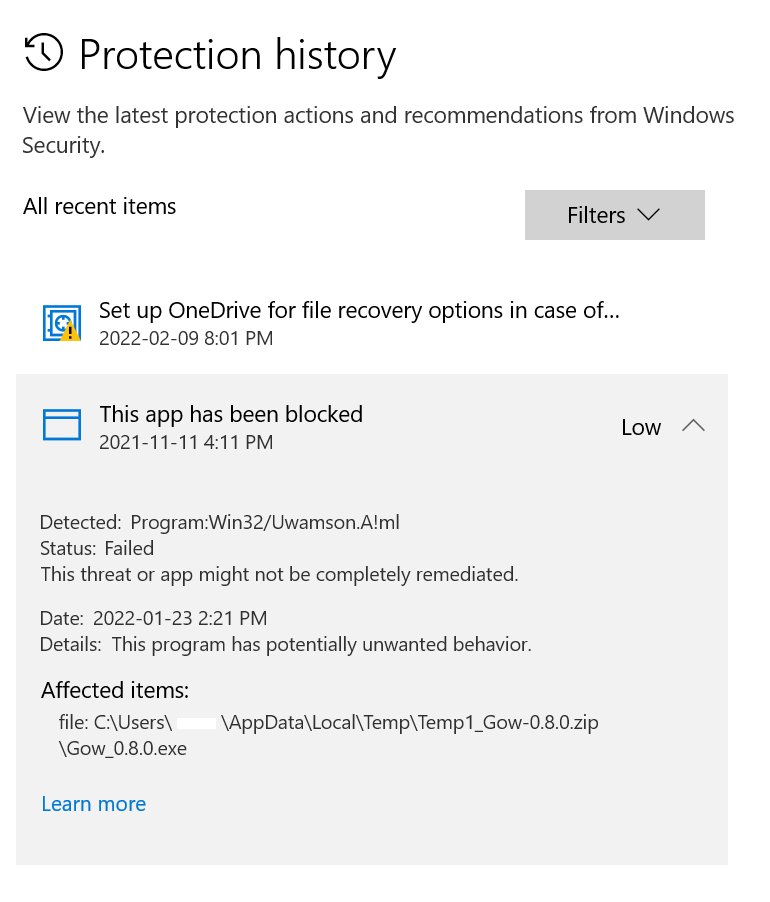 Protection history
View the latest protection actions and recommendations from Windows
Security.
All recent items
Filters
Set up OneDrive for file recovery options in case of...
2022-02-09 8:01 PM
This app has been blocked
2021-11-11 4:11 PM
Low
Detected: Program:Win32/Uwamson.A!ml
Status: Failed
This threat or app might not be completely remediated.
Date: 2022-01-23 2:21 PM
Details: This program has potentially unwanted behavior.
Affected items:
file: C:\Users\ \AppData\Local\Temp\Temp1_Gow-0.8.0.zip
\Gow_0.8.0.exe
Learn more